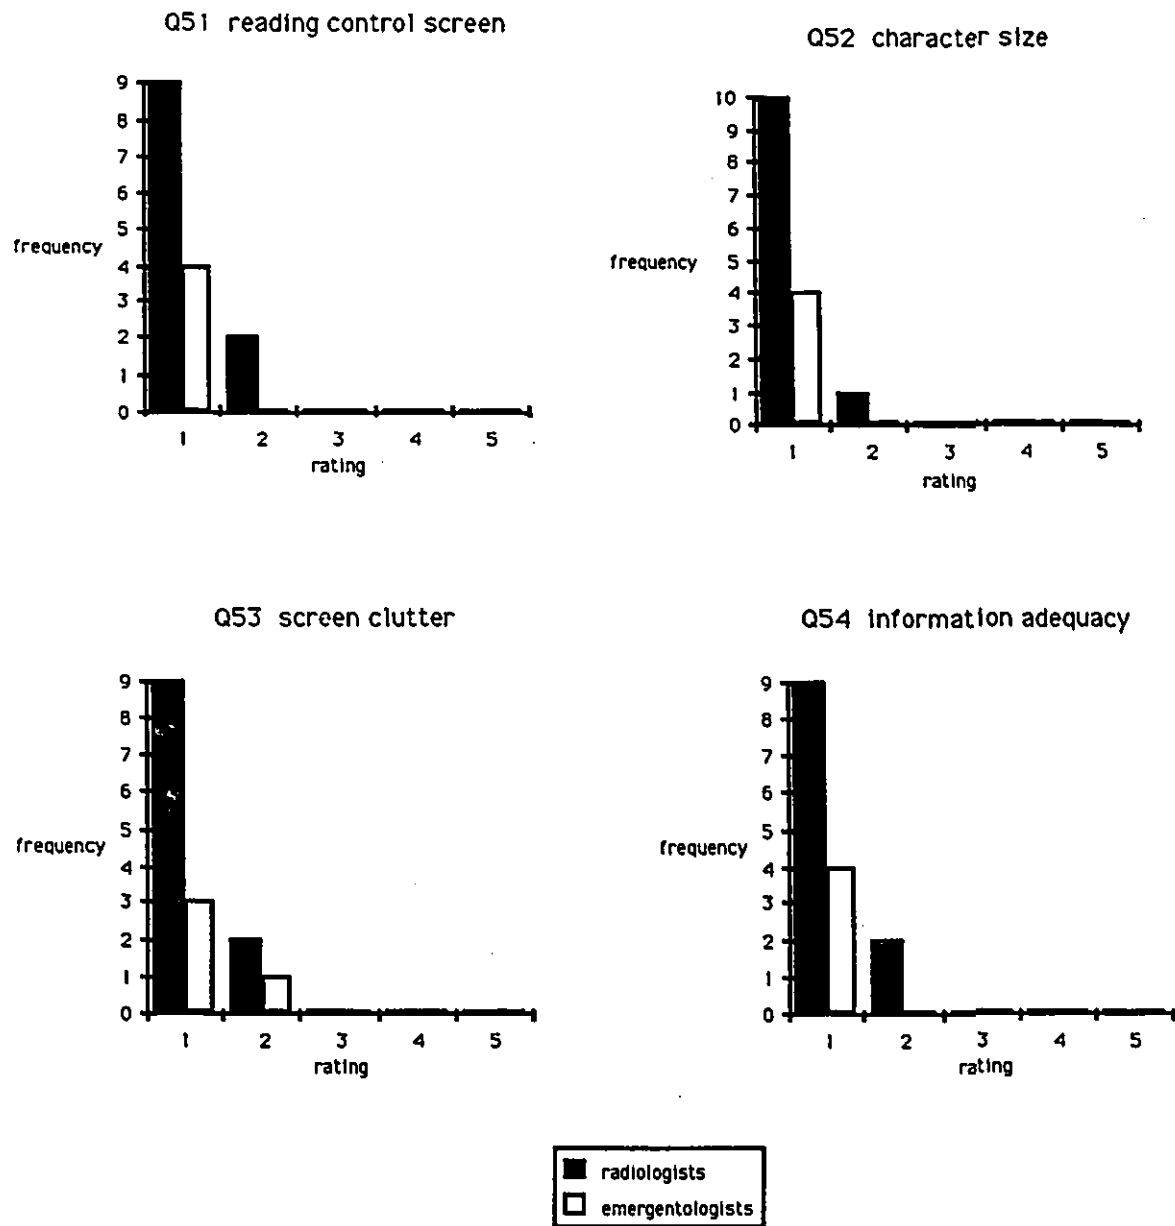 Q51 reading control screen
9
8
7
6
5
4
3
2
1
0
frequency
1 2 3 4 5
rating
Q52 character size
10
9
8
7
6
5
4
3
2
1
0
frequency
1 2 3 4 5
rating
Q53 screen clutter
9
8
7
6
5
4
3
2
1
0
frequency
1 2 3 4 5
rating
Q54 information adequacy
9
8
7
6
5
4
3
2
1
0
frequency
1 2 3 4 5
rating
radiologists
emergentologists